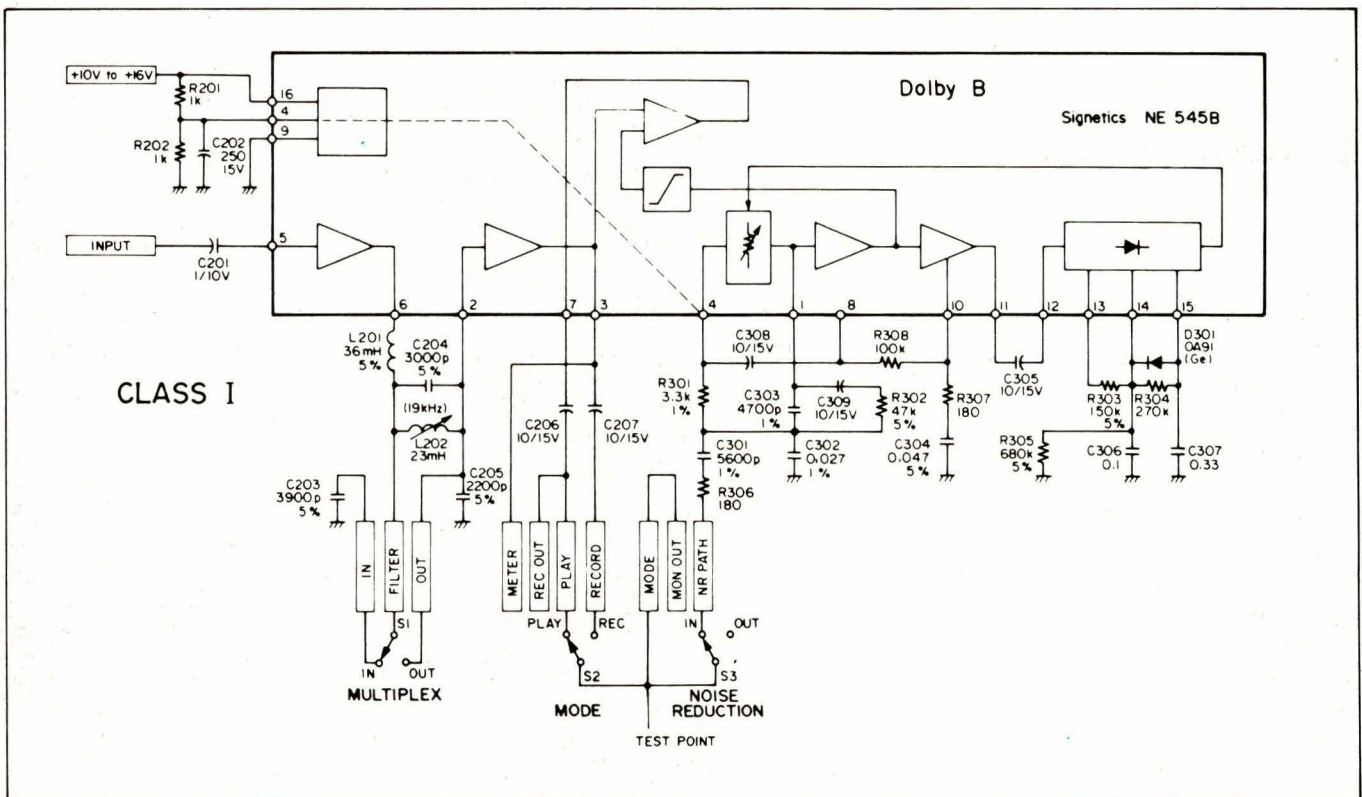 +10V to +16V
R201
1k
R202
1k
C202
250
15V
16
4
9
Dolby B
Signetics NE 545B
INPUT
C201
1/10V
5
6
2
7
3
4
1
8
10
11
12
13
14
15
CLASS I
L201
36mH
5%
C204
3000p
5%
(19kHz)
L202
23mH
C203
3900p
5%
C205
2200p
5%
C206
10/15V
C207
10/15V
C308
10/15V
R301
3.3k
1%
C303
4700p
1%
C309
10/15V
R302
47k
5%
C301
5600p
1%
C302
0.027
1%
R306
180
R308
100k
R307
180
C304
0.047
5%
C305
10/15V
D301
OA91
(Ge)
R303
150k
5%
R304
270k
R305
680k
5%
C306
0.1
C307
0.33
IN
FILTER
OUT
METER
REC OUT
PLAY
RECORD
MODE
MON OUT
NR PATH
S1
IN
OUT
MULTIPLEX
PLAY
REC
S2
MODE
IN
OUT
S3
NOISE
REDUCTION
TEST POINT